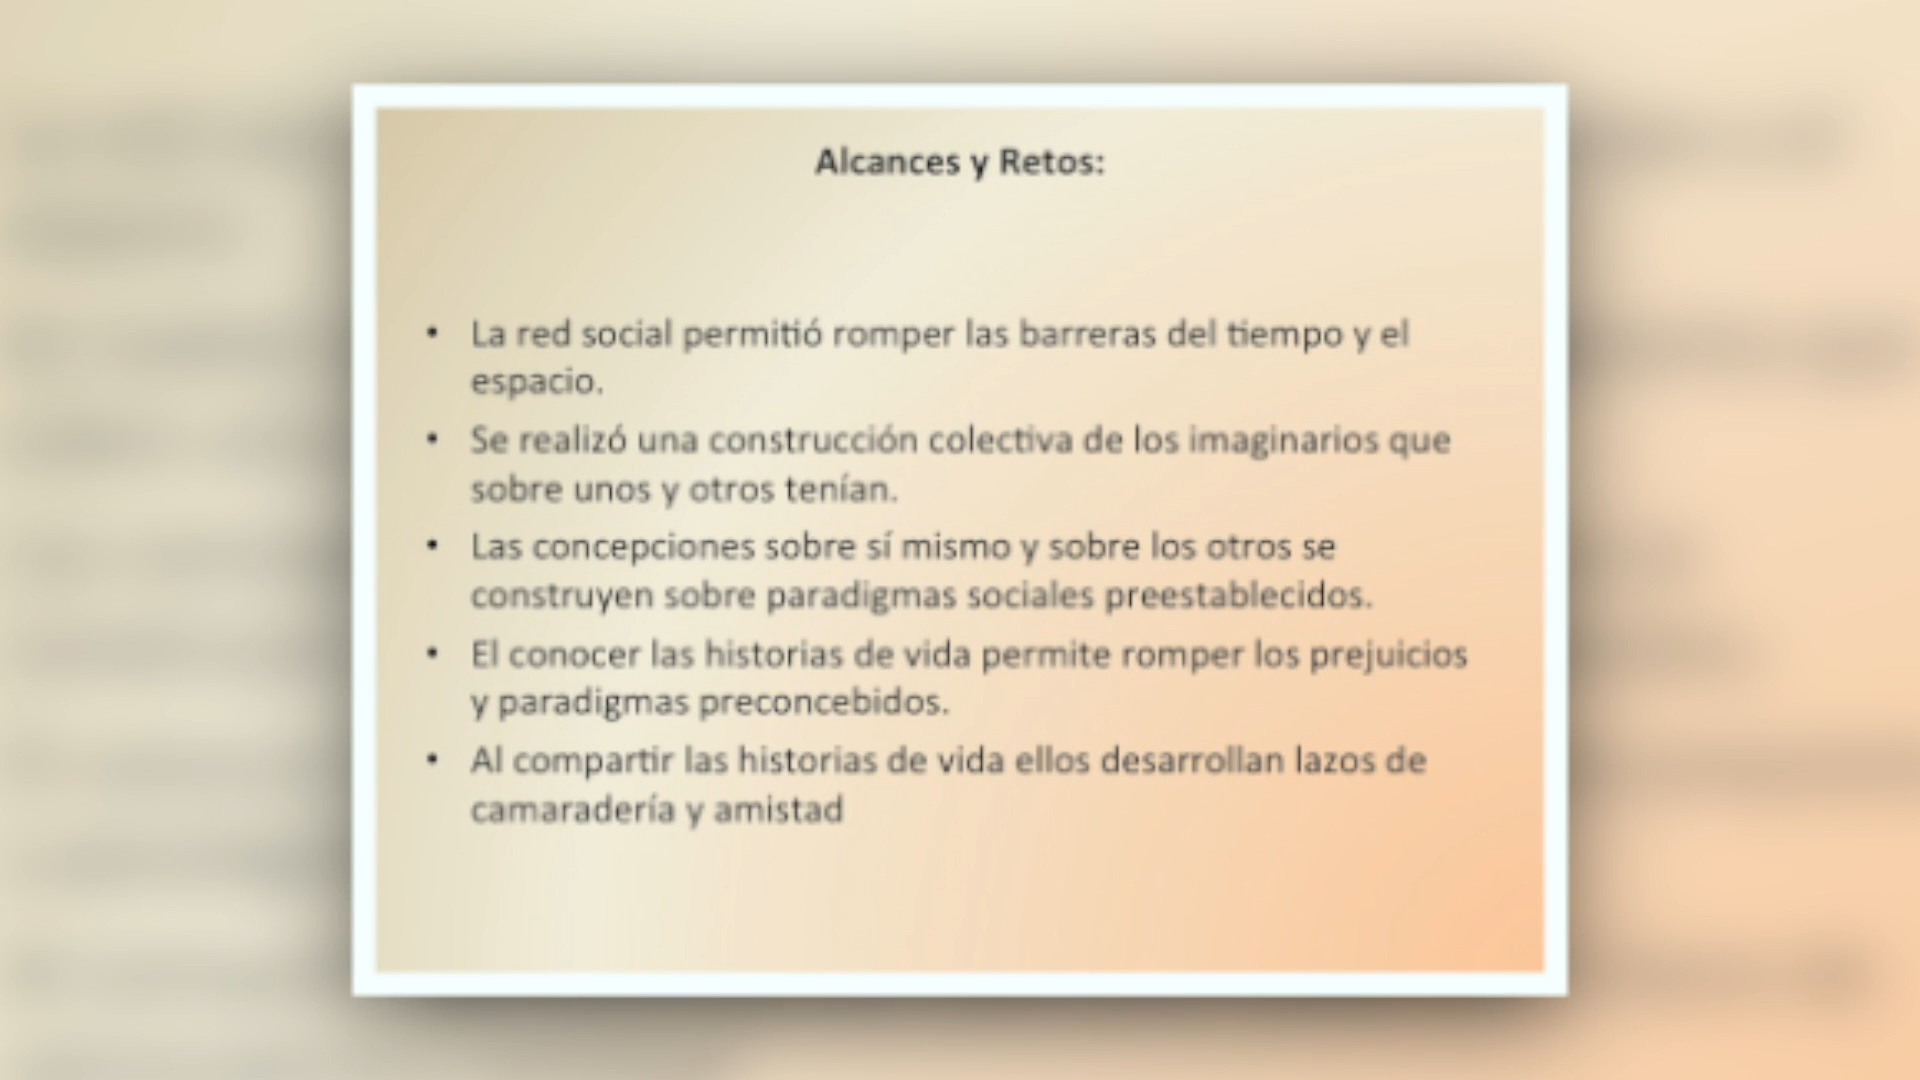 Alcances y Retos:
• La red social permitió romper las barreras del tiempo y el
espacio.
• Se realizó una construcción colectiva de los imaginarios que
sobre unos y otros tenían.
• Las concepciones sobre sí mismo y sobre los otros se
construyen sobre paradigmas sociales preestablecidos.
• El conocer las historias de vida permite romper los prejuicios
y paradigmas preconcebidos.
• Al compartir las historias de vida ellos desarrollan lazos de
camaradería y amistad